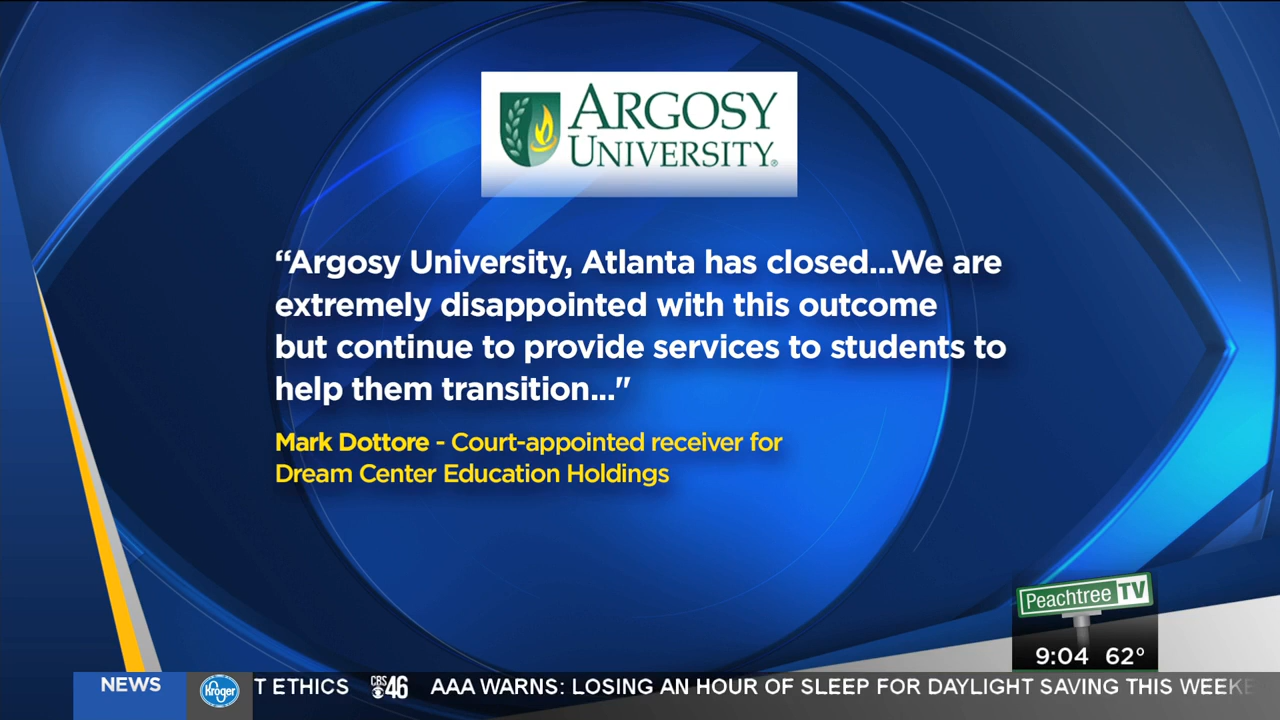 ARGOSY
UNIVERSITY®
“Argosy University, Atlanta has closed...We are
extremely disappointed with this outcome
but continue to provide services to students to
help them transition..."
Mark Dottore - Court-appointed receiver for
Dream Center Education Holdings
Peachtree TV
9:04 62°
NEWS Kroger T ETHICS CBS 46 AAA WARNS: LOSING AN HOUR OF SLEEP FOR DAYLIGHT SAVING THIS WEEKE